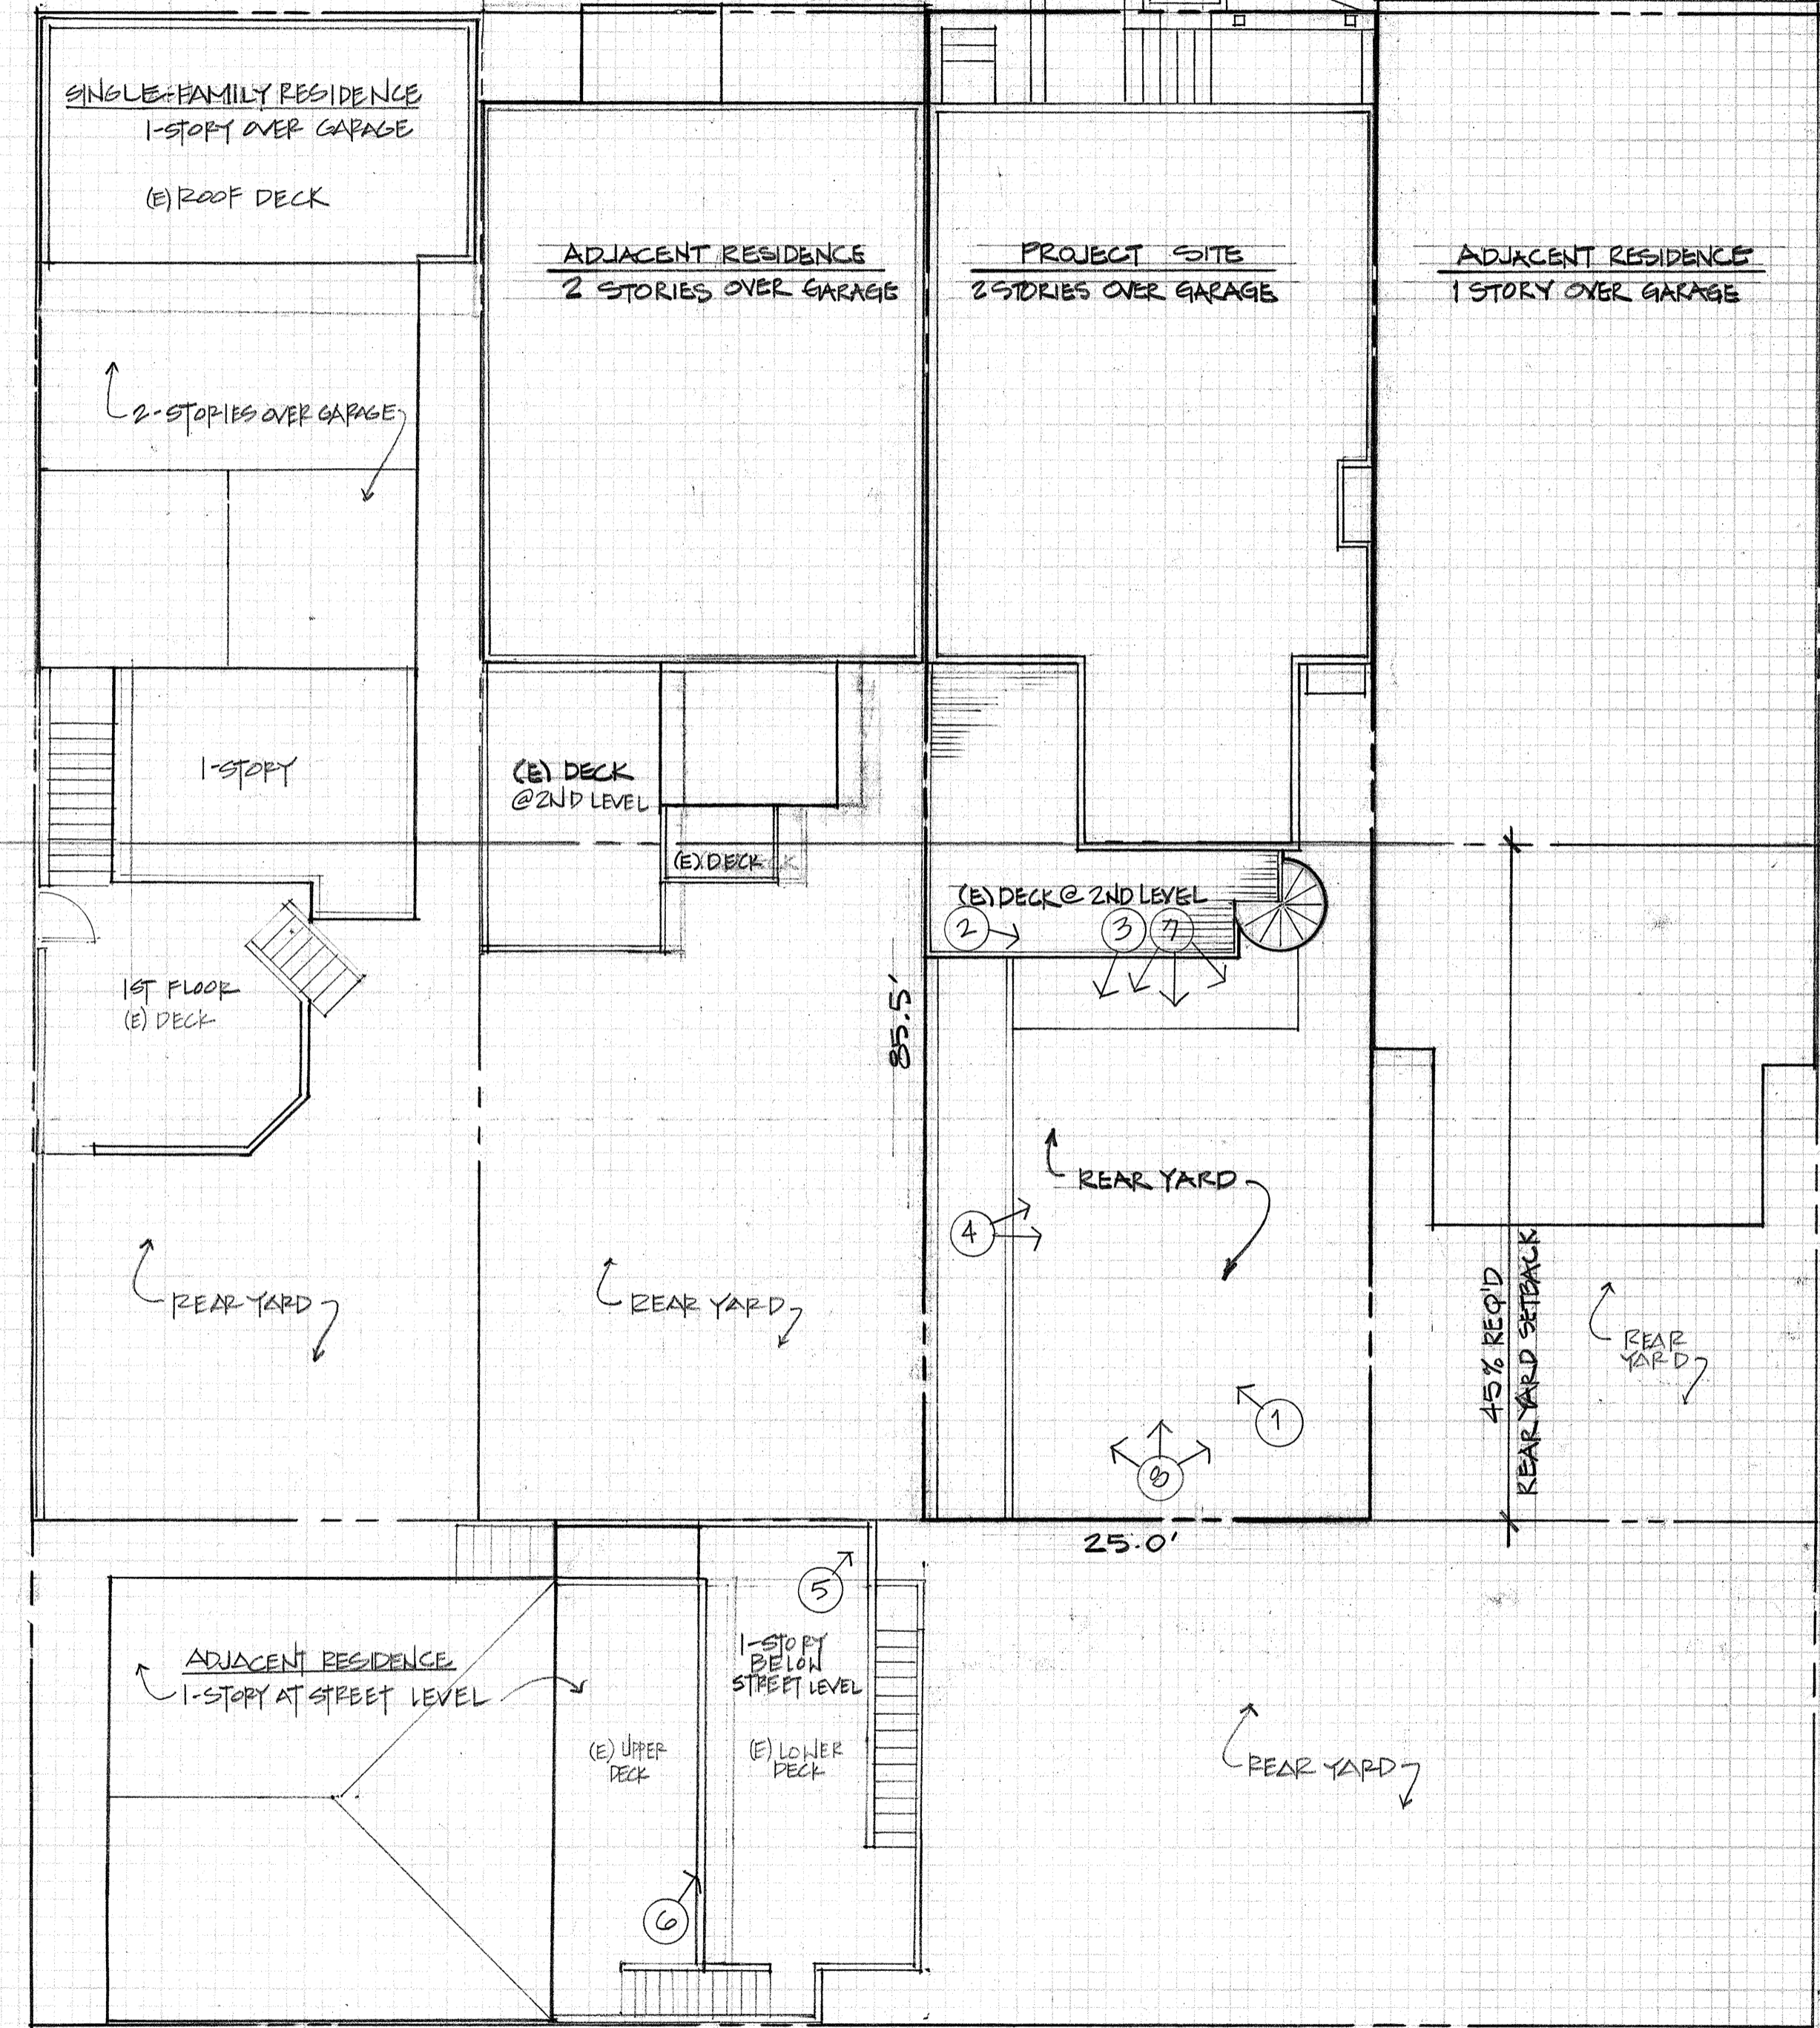 SINGLE-FAMILY RESIDENCE
1-STORY OVER GARAGE
(E) ROOF DECK
ADJACENT RESIDENCE
2 STORIES OVER GARAGE
PROJECT SITE
2 STORIES OVER GARAGE
ADJACENT RESIDENCE
1 STORY OVER GARAGE
2-STORIES OVER GARAGE
1-STORY
(E) DECK
@ 2ND LEVEL
(E) DECK
(E) DECK @ 2ND LEVEL
2
3
7
1ST FLOOR
(E) DECK
85.5'
REAR YARD
4
REAR YARD
REAR YARD
45% REQ'D
REAR YARD SETBACK
REAR
YARD
1
8
25.0'
5
ADJACENT RESIDENCE
1-STORY AT STREET LEVEL
1-STORY
BELOW
STREET LEVEL
(E) UPPER
DECK
(E) LOWER
DECK
REAR YARD
6